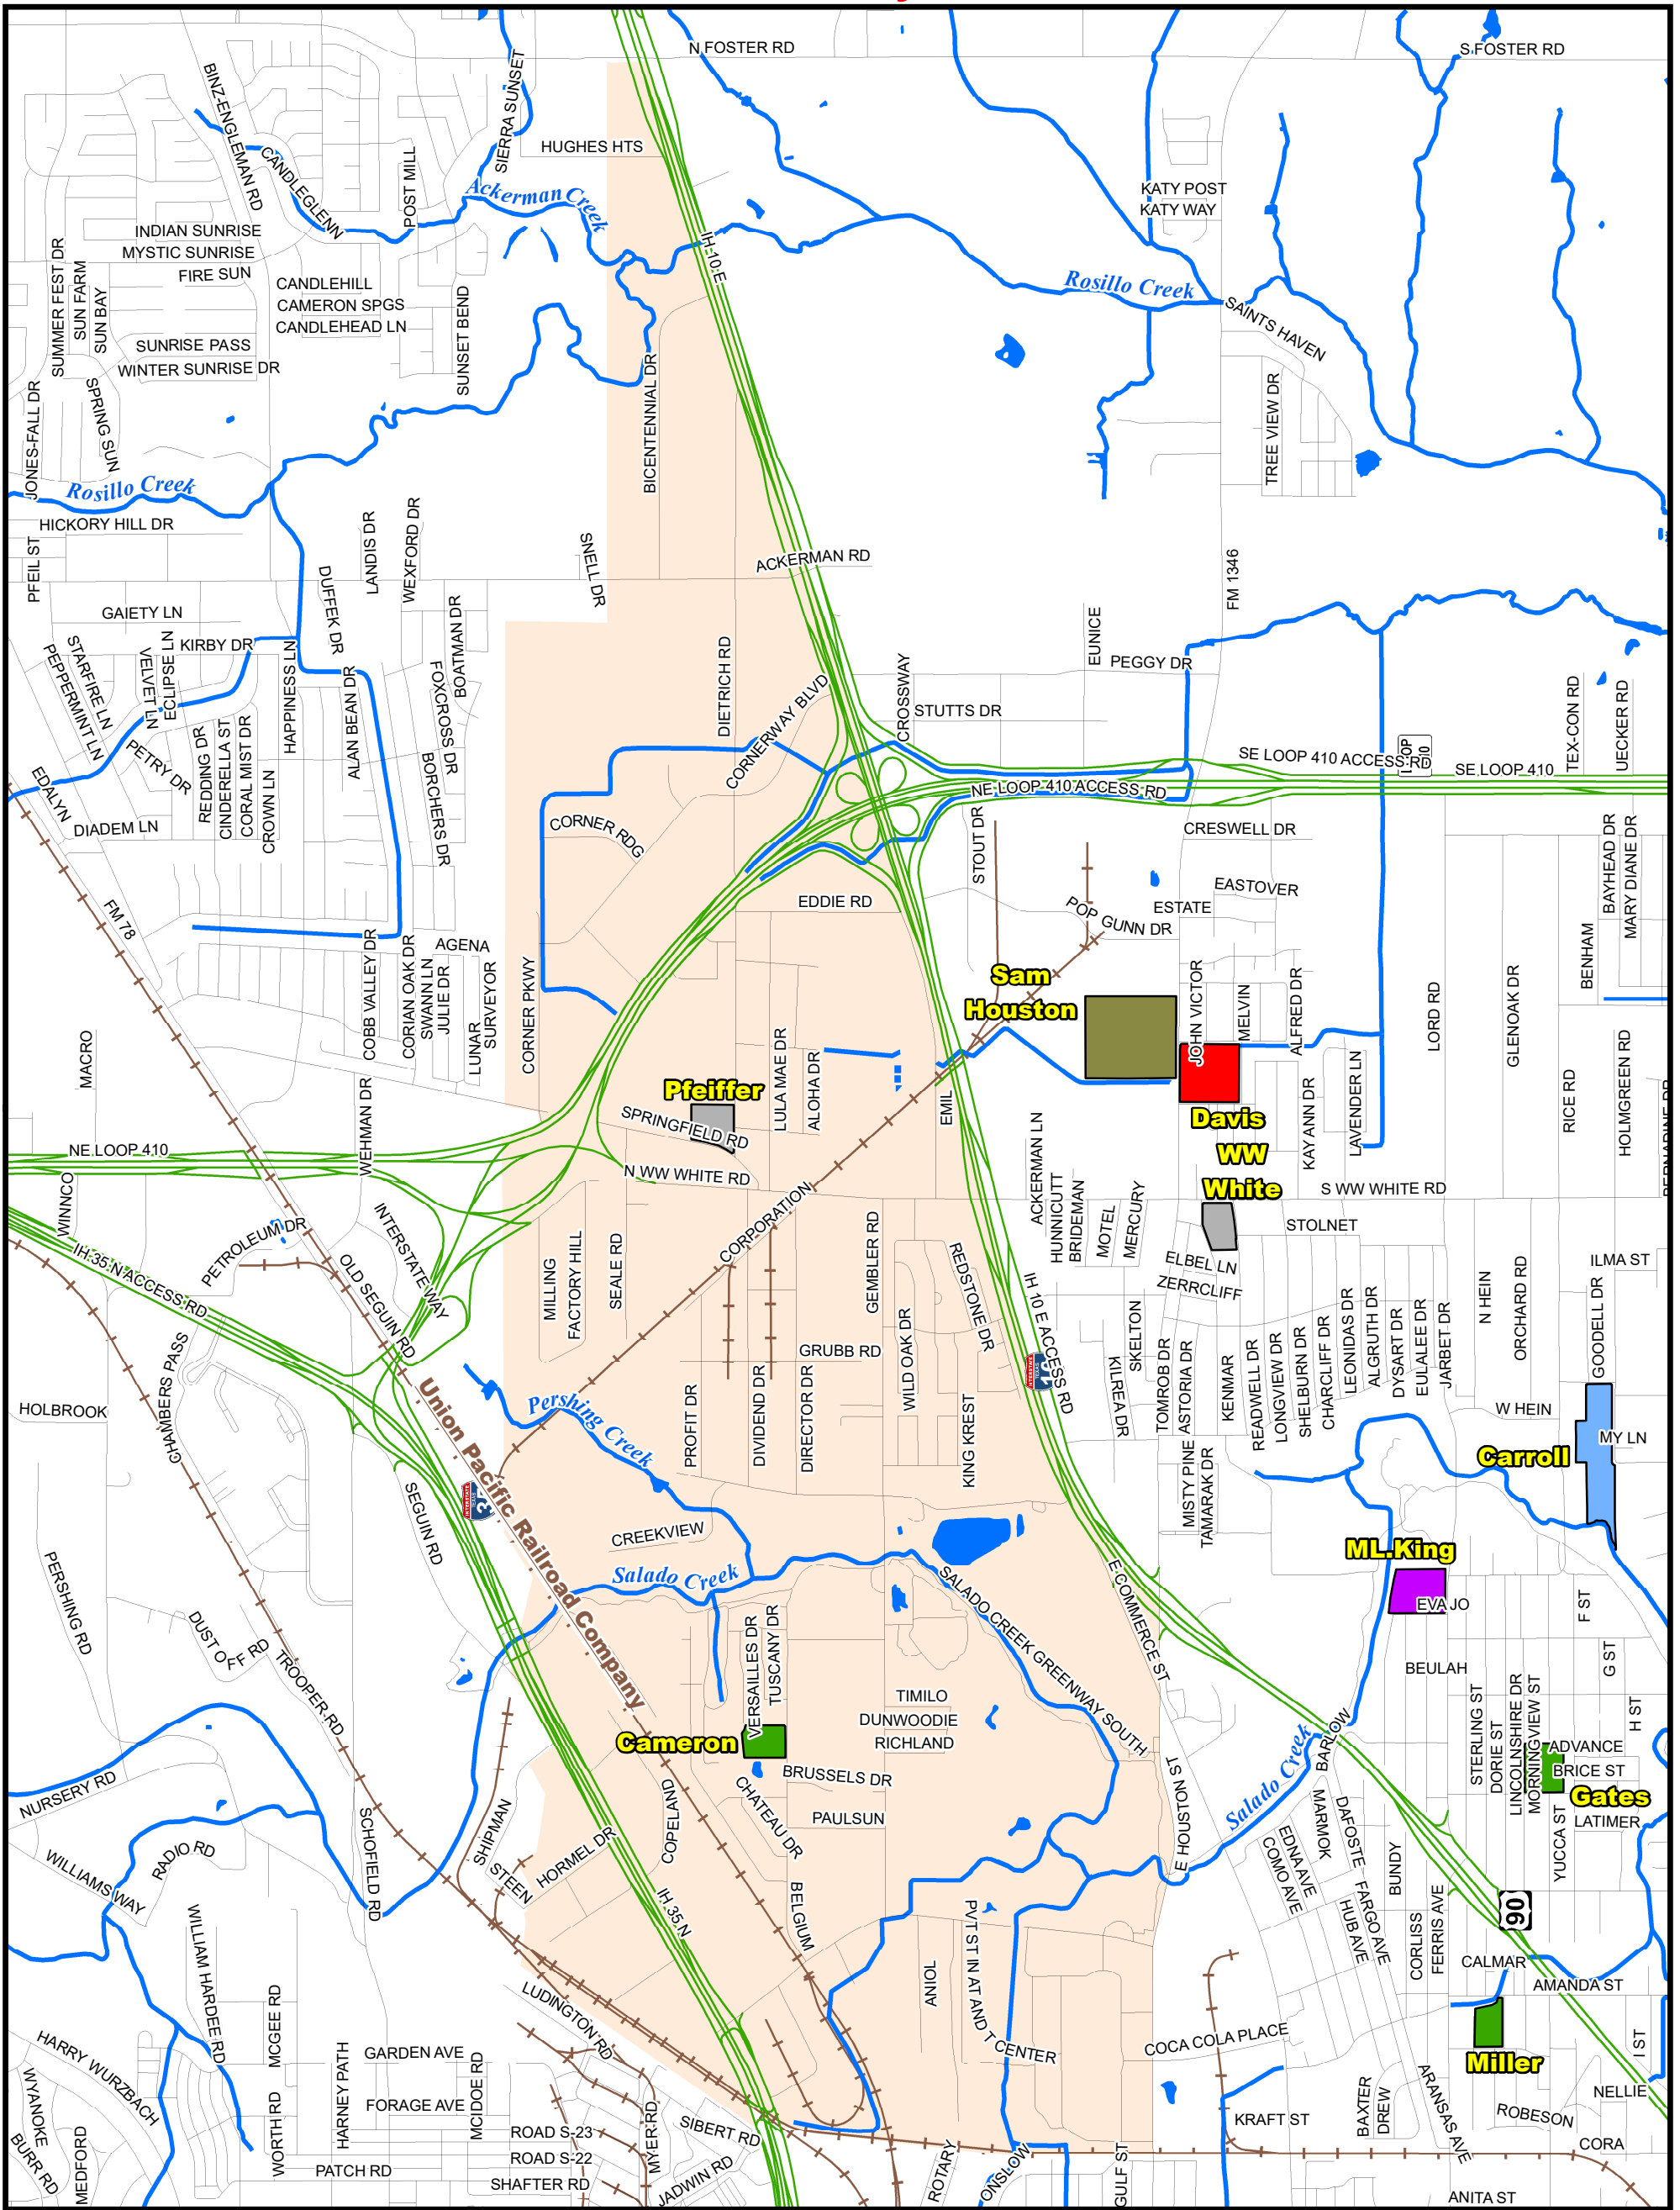 N FOSTER RD
S FOSTER RD
BINZ-ENGLEMAN RD
SIERRA SUNSET
HUGHES HTS
CANDLEGLENN
POST MILL
Ackerman Creek
KATY POST
KATY WAY
INDIAN SUNRISE
MYSTIC SUNRISE
FIRE SUN
IH 10 E
SUMMER FEST DR
SUN FARM
SUN BAY
CANDLEHILL
CAMERON SPGS
CANDLEHEAD LN
Rosillo Creek
SAINTS HAVEN
SUNSET BEND
SUNRISE PASS
WINTER SUNRISE DR
BICENTENNIAL DR
TREE VIEW DR
JONES-FALL DR
SPRING SUN
Rosillo Creek
HICKORY HILL DR
PFEIL ST
LANDIS DR
WEXFORD DR
SNELL DR
ACKERMAN RD
FM 1346
DUFFEK DR
GAIETY LN
BOATMAN DR
EUNICE
KIRBY DR
STARFIRE LN
PEPPERMINT LN
VELVET LN
ECLIPSE LN
HAPPINESS LN
ALAN BEAN DR
FOXCROSS DR
DIETRICH RD
CORNERWAY BLVD
CROSSWAY
PEGGY DR
STUTTS DR
TEX-CON RD
UECKER RD
EDALYN
PETRY DR
REDDING DR
CINDERELLA ST
CORAL MIST DR
CROWN LN
BORCHERS DR
SE LOOP 410 ACCESS RD
LOOP
410
SE LOOP 410
NE LOOP 410 ACCESS RD
DIADEM LN
CORNER RDG
STOUT DR
CRESWELL DR
BAYHEAD DR
MARY DIANE DR
FM 78
EDDIE RD
EASTOVER
ESTATE
POP GUNN DR
AGENA
COBB VALLEY DR
CORIAN OAK DR
SWANN LN
JULIE DR
LUNAR
SURVEYOR
CORNER PKWY
BENHAM
Sam
Houston
JOHN VICTOR
MELVIN
ALFRED DR
LORD RD
GLENOAK DR
MACRO
LULA MAE DR
ALOHA DR
Pfeiffer
SPRINGFIELD RD
EMIL
Davis
KAY ANN DR
LAVENDER LN
RICE RD
HOLMGREEN RD
BERNADINE RD
WEHMAN DR
NE LOOP 410
N WW WHITE RD
WW
White
S WW WHITE RD
WINNCO
ACKERMAN LN
HUNNICUTT
BRIDEMAN
MOTEL
MERCURY
STOLNET
PETROLEUM DR
INTERSTATE WAY
CORPORATION
IH 35 N ACCESS RD
OLD SEGUIN RD
MILLING
FACTORY HILL
SEALE RD
GEMBLER RD
REDSTONE DR
ELBEL LN
ZERRCLIFF
ILMA ST
IH 10 E ACCESS RD
10
CHAMBERS PASS
GRUBB RD
WILD OAK DR
SKELTON
KILREA DR
TOMROB DR
ASTORIA DR
KENMAR
READWELL DR
LONGVIEW DR
SHELBURN DR
CHARCLIFF DR
LEONIDAS DR
ALGRUTH DR
DYSART DR
EULALEE DR
JARBET DR
N HEIN
ORCHARD RD
GOODELL DR
HOLBROOK
Pershing Creek
PROFIT DR
DIVIDEND DR
DIRECTOR DR
KING KREST
MISTY PINE
TAMARAK DR
W HEIN
MY LN
Carroll
Union Pacific Railroad Company
SEGUIN RD
CREEKVIEW
ML.King
PERSHING RD
Salado Creek
SALADO CREEK GREENWAY SOUTH
E COMMERCE ST
EVA JO
F ST
DUST OFF RD
TROOPER RD
VERSAILLES DR
TUSCANY DR
BEULAH
G ST
TIMILO
DUNWOODIE
RICHLAND
Cameron
STERLING ST
DORIE ST
LINCOLNSHIRE DR
MORNINGVIEW ST
H ST
ADVANCE
BRICE ST
Gates
LATIMER
NURSERY RD
BRUSSELS DR
COPELAND
CHATEAU DR
PAULSUN
E HOUSTON ST
Salado Creek
BARLOW
SCHOFIELD RD
SHIPMAN
STEEN
HORMEL DR
RADIO RD
WILLIAMS WAY
EDNA AVE
COMO AVE
MARNOK
DAFOSTE
FARGO AVE
HUB AVE
BUNDY
YUCCA ST
IH 35 N
BELGIUM
WILLIAM HARDEE RD
PVT ST IN AT AND T CENTER
ANIOL
CORLISS
FERRIS AVE
90
CALMAR
AMANDA ST
LUDINGTON RD
MCGEE RD
HARRY WURZBACH
GARDEN AVE
COCA COLA PLACE
Miller
I ST
WYANOKE
BURR RD
MEDFORD
WORTH RD
HARNEY PATH
FORAGE AVE
MCIDOE RD
ROAD S-23
ROAD S-22
PATCH RD
SHAFTER RD
MYER RD
SIBERT RD
JADWIN RD
ROTARY
ONSLOW
GULF ST
KRAFT ST
BAXTER
DREW
ARANSAS AVE
NELLIE
ROBESON
CORA
ANITA ST